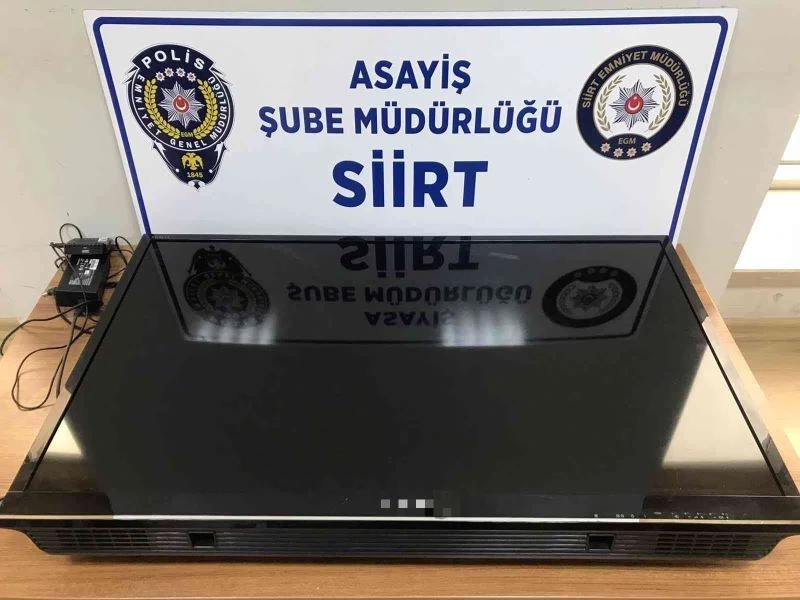 POLİS
EMNİYET GENEL MÜDÜRLÜĞÜ
EGM
1845
ASAYİŞ
ŞUBE MÜDÜRLÜĞÜ
SİİRT
SİİRT EMNİYET MÜDÜRLÜĞÜ
EGM